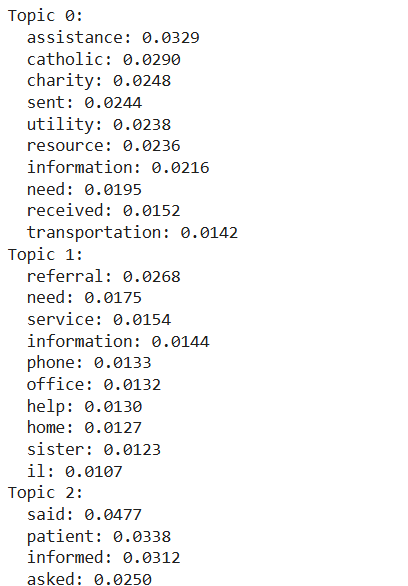 Topic 0:
assistance: 0.0329
catholic: 0.0290
charity: 0.0248
sent: 0.0244
utility: 0.0238
resource: 0.0236
information: 0.0216
need: 0.0195
received: 0.0152
transportation: 0.0142
Topic 1:
referral: 0.0268
need: 0.0175
service: 0.0154
information: 0.0144
phone: 0.0133
office: 0.0132
help: 0.0130
home: 0.0127
sister: 0.0123
il: 0.0107
Topic 2:
said: 0.0477
patient: 0.0338
informed: 0.0312
asked: 0.0250